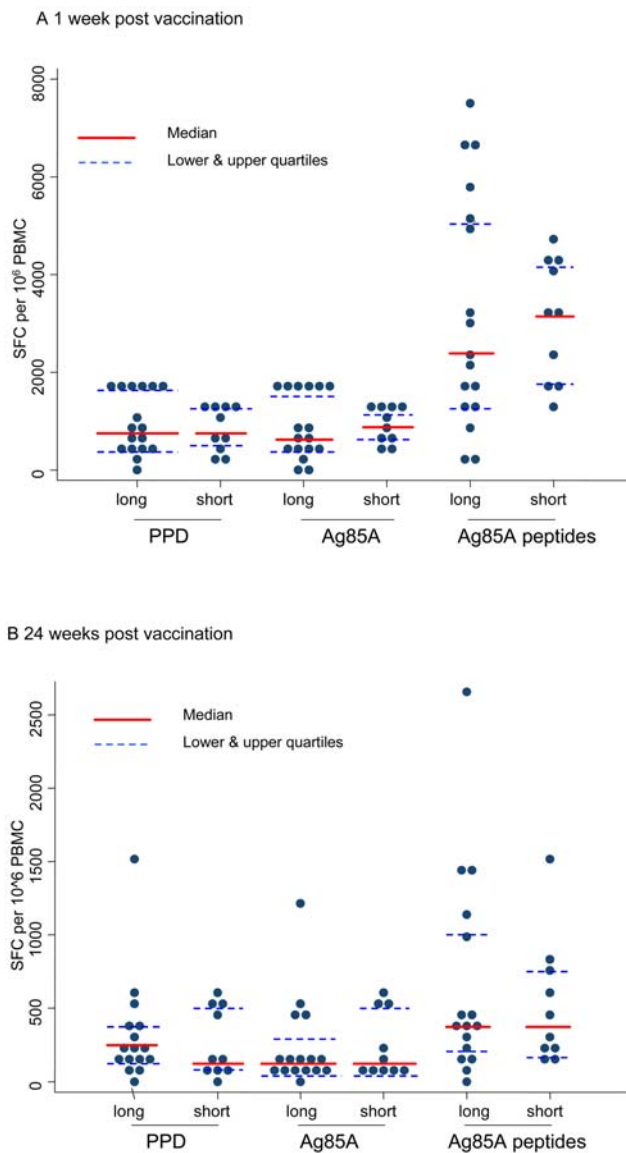 A 1 week post vaccination
8000
6000
4000
2000
0
SFC per 10⁶ PBMC
Median
Lower & upper quartiles
long short long short long short
PPD Ag85A Ag85A peptides
B 24 weeks post vaccination
2500
2000
1500
1000
500
0
SFC per 10^6 PBMC
Median
Lower & upper quartiles
long short long short long short
PPD Ag85A Ag85A peptides